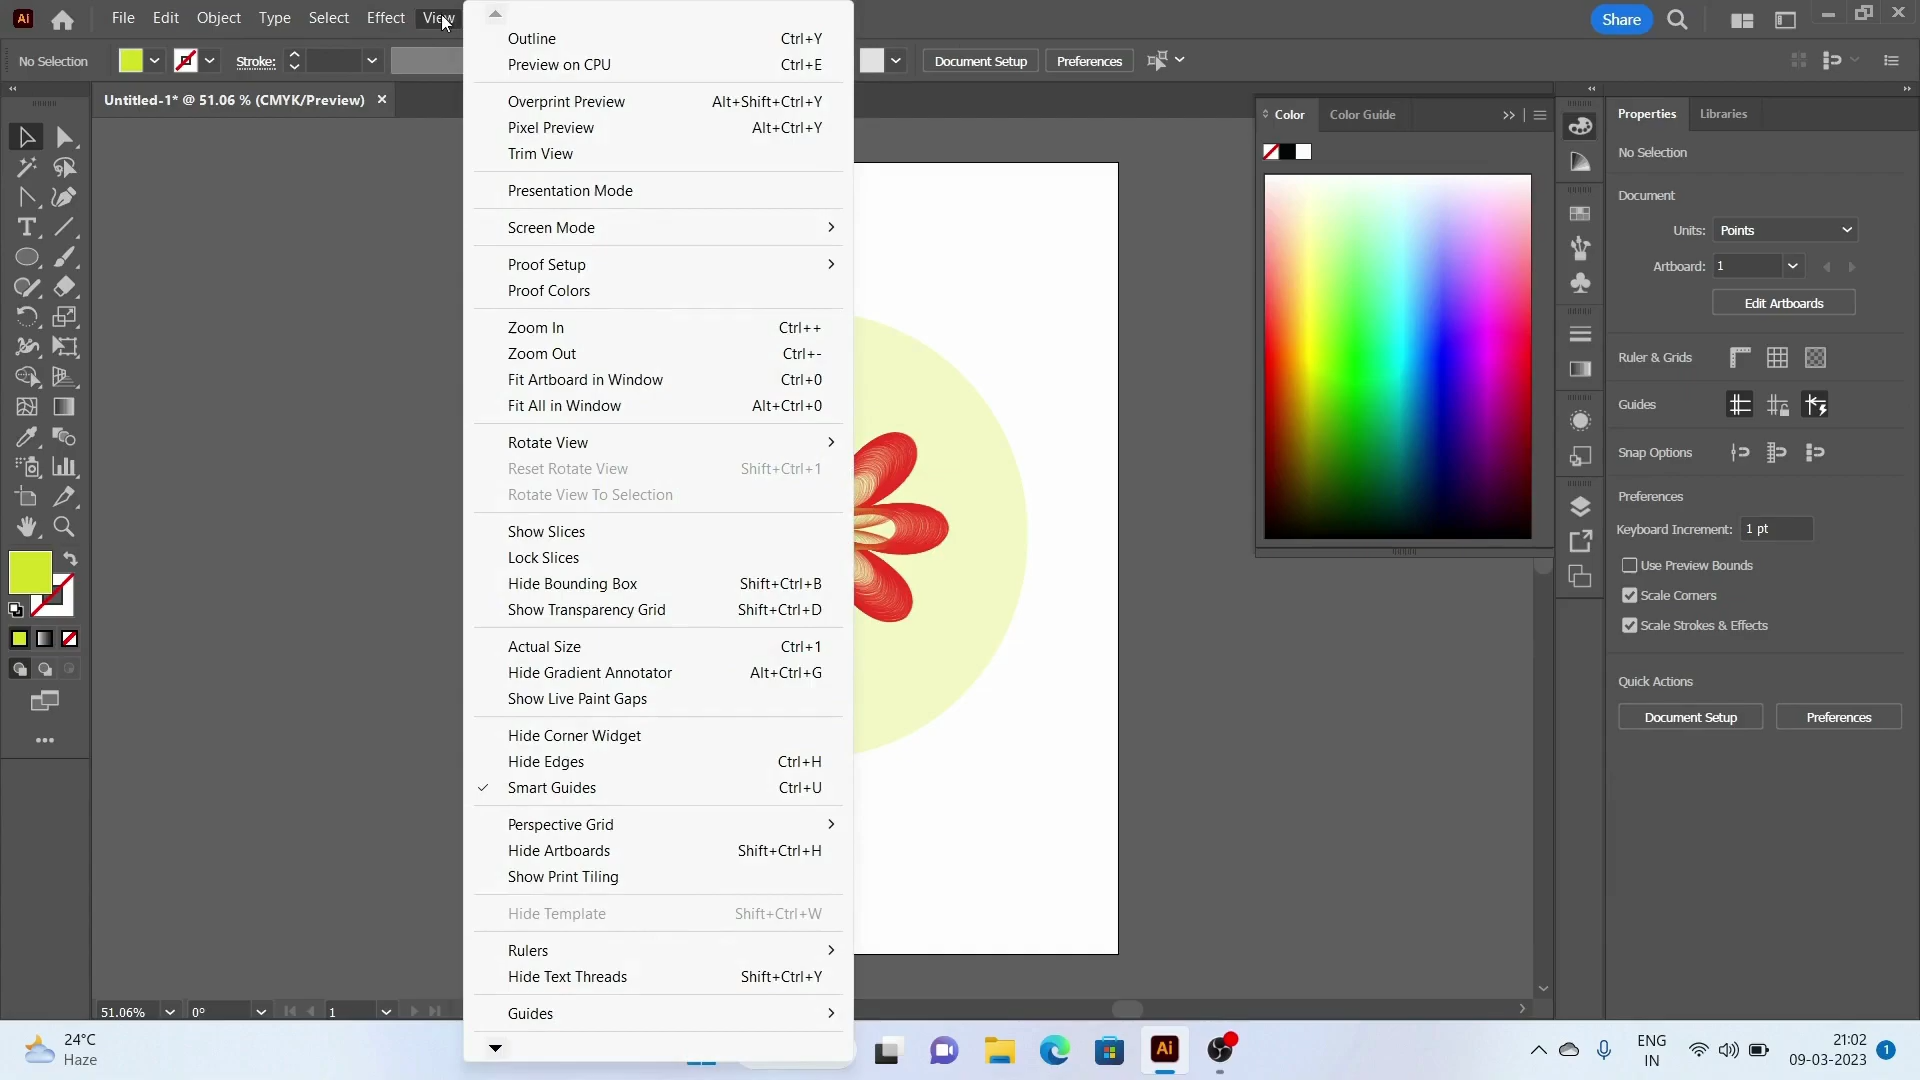 Ai
File
Edit
Object
Type
Select
Effect
View
Share
No Selection
Stroke:
Document Setup
Preferences
Untitled-1* @ 51.06 % (CMYK/Preview)
Outline Ctrl+Y
Preview on CPU Ctrl+E
Overprint Preview Alt+Shift+Ctrl+Y
Pixel Preview Alt+Ctrl+Y
Trim View
Presentation Mode
Screen Mode
Proof Setup
Proof Colors
Zoom In Ctrl++
Zoom Out Ctrl+-
Fit Artboard in Window Ctrl+0
Fit All in Window Alt+Ctrl+0
Rotate View
Reset Rotate View Shift+Ctrl+1
Rotate View To Selection
Show Slices
Lock Slices
Hide Bounding Box Shift+Ctrl+B
Show Transparency Grid Shift+Ctrl+D
Actual Size Ctrl+1
Hide Gradient Annotator Alt+Ctrl+G
Show Live Paint Gaps
Hide Corner Widget
Hide Edges Ctrl+H
Smart Guides Ctrl+U
Perspective Grid
Hide Artboards Shift+Ctrl+H
Show Print Tiling
Hide Template Shift+Ctrl+W
Rulers
Hide Text Threads Shift+Ctrl+Y
Guides
Color
Color Guide
Properties
Libraries
No Selection
Document
Units: Points
Artboard: 1
Edit Artboards
Ruler & Grids
Guides
Snap Options
Preferences
Keyboard Increment: 1 pt
Use Preview Bounds
Scale Corners
Scale Strokes & Effects
Quick Actions
Document Setup
Preferences
51.06%
0°
1
24°C
Haze
Ai
ENG
IN
21:02
09-03-2023
1